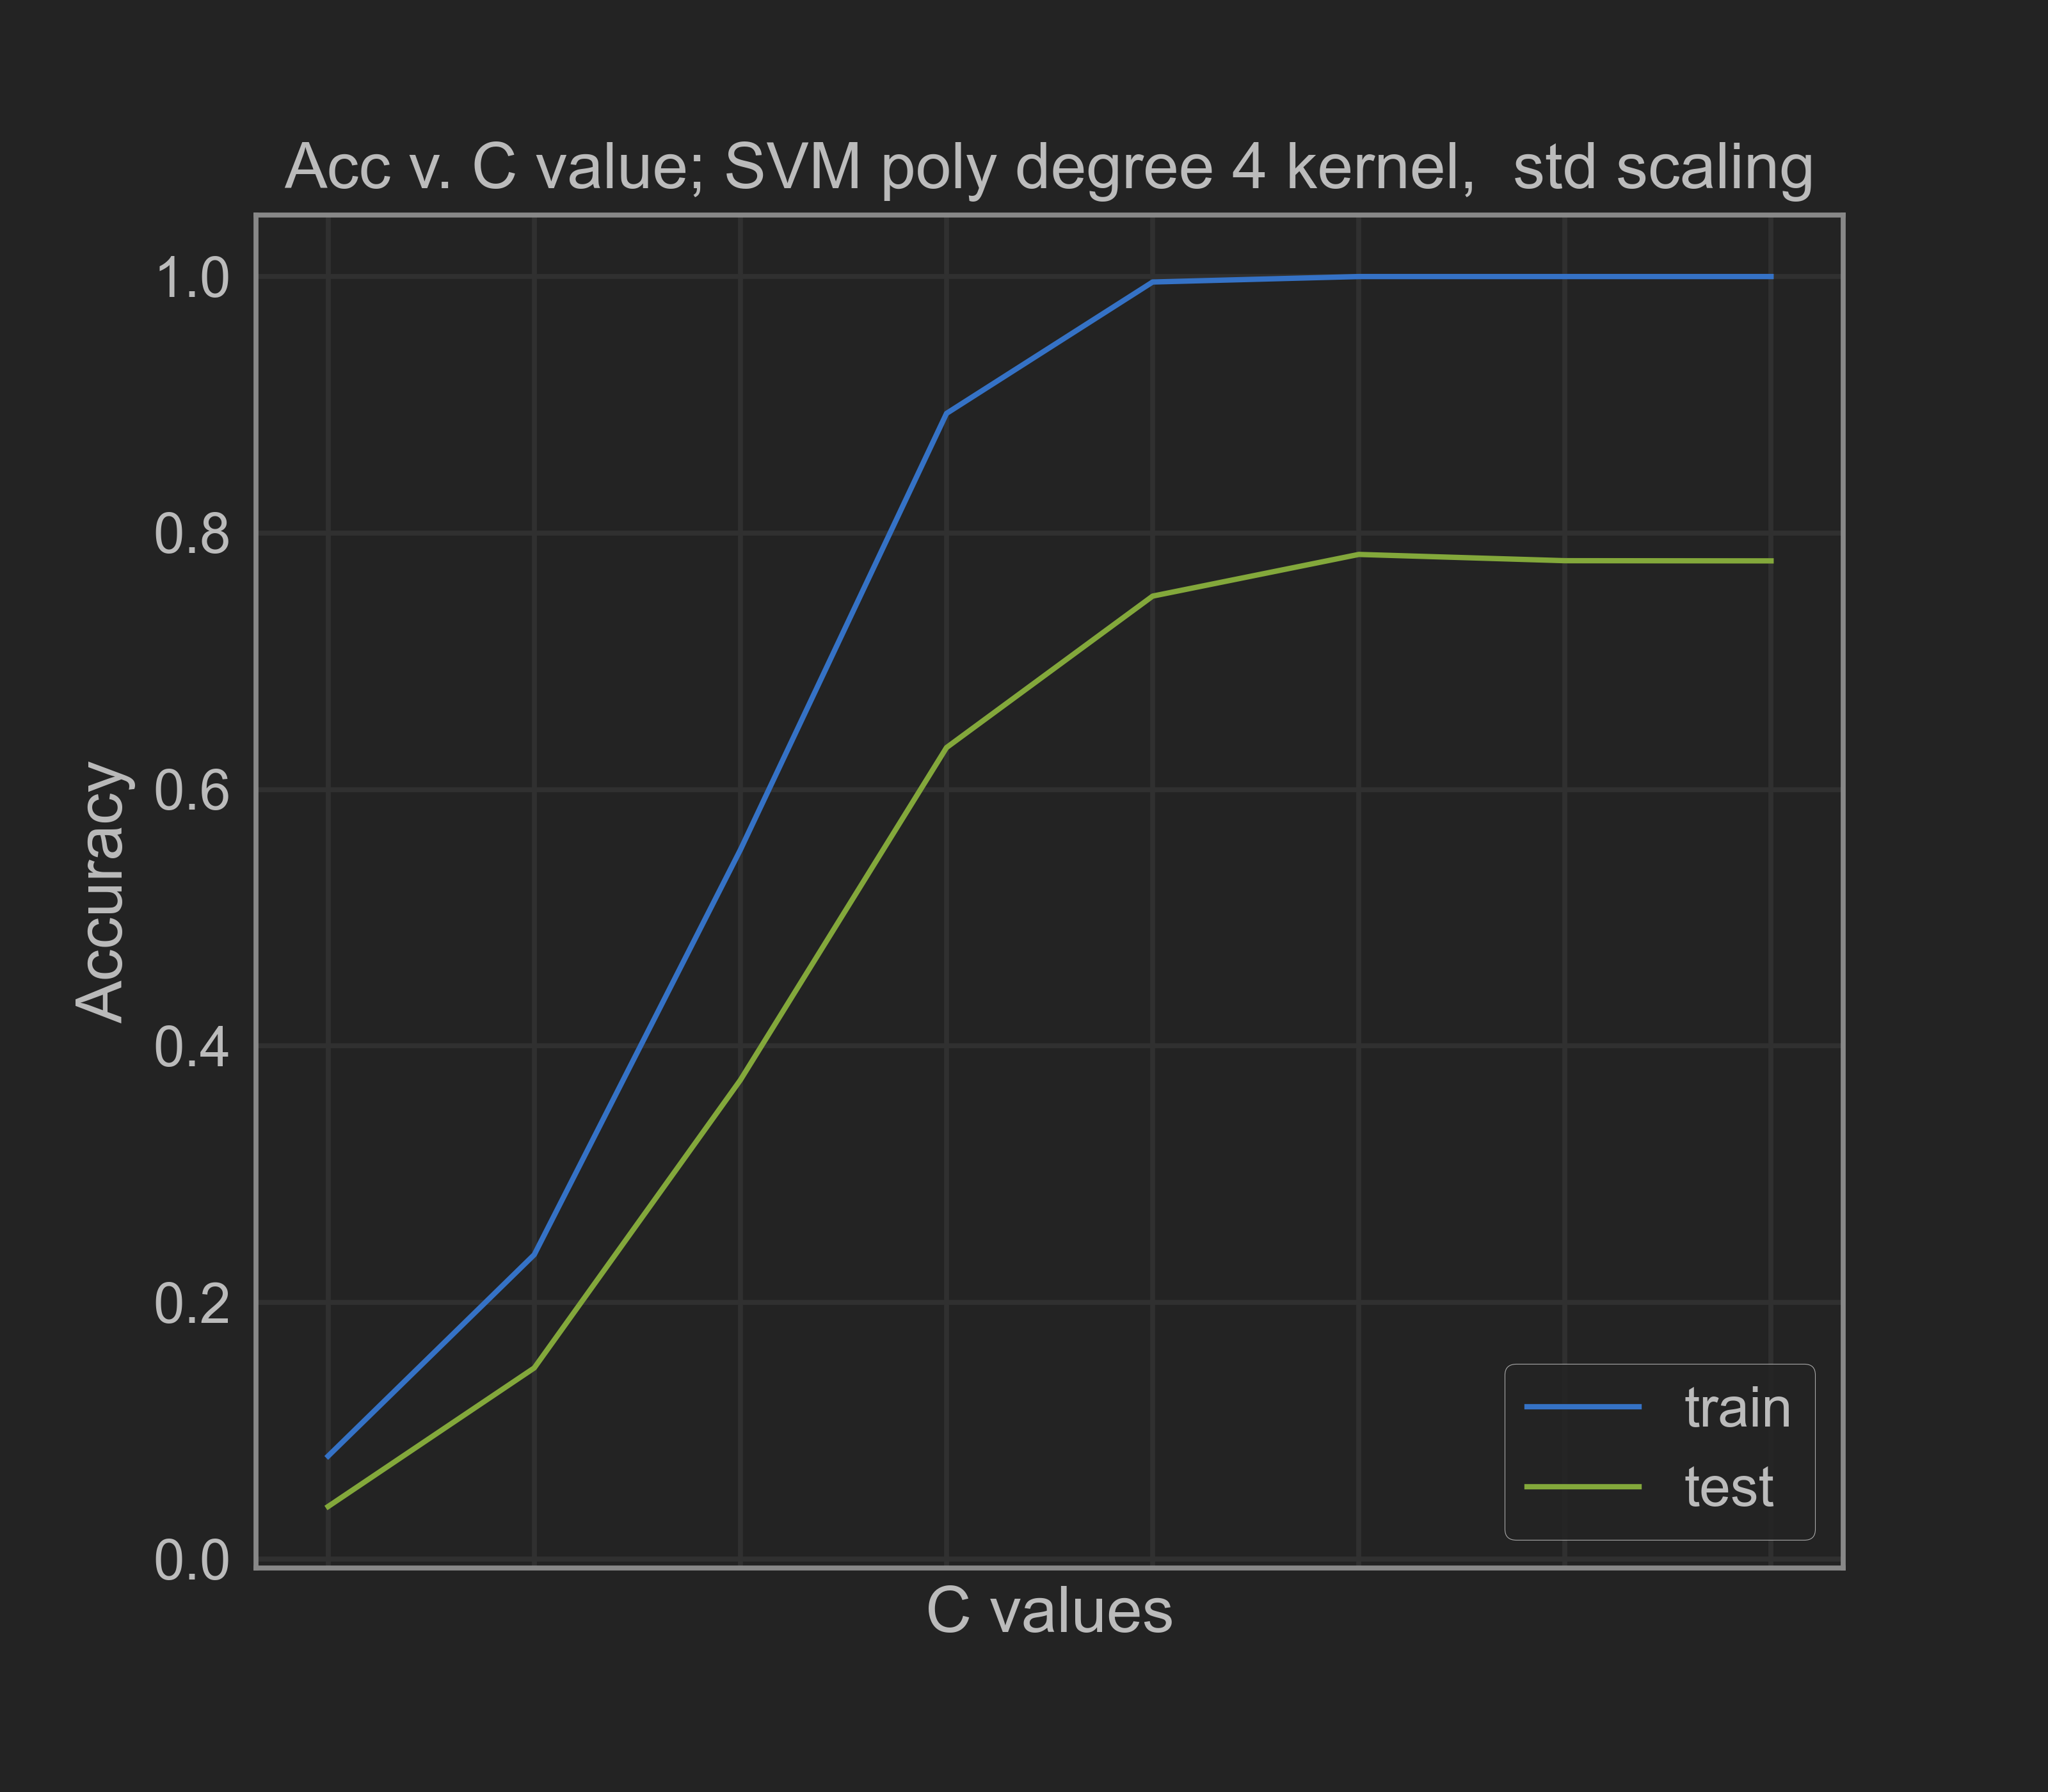 Acc v. C value; SVM poly degree 4 kernel,  std scaling
1.0
0.8
0.6
0.4
0.2
0.0
Accuracy
train
test
C values